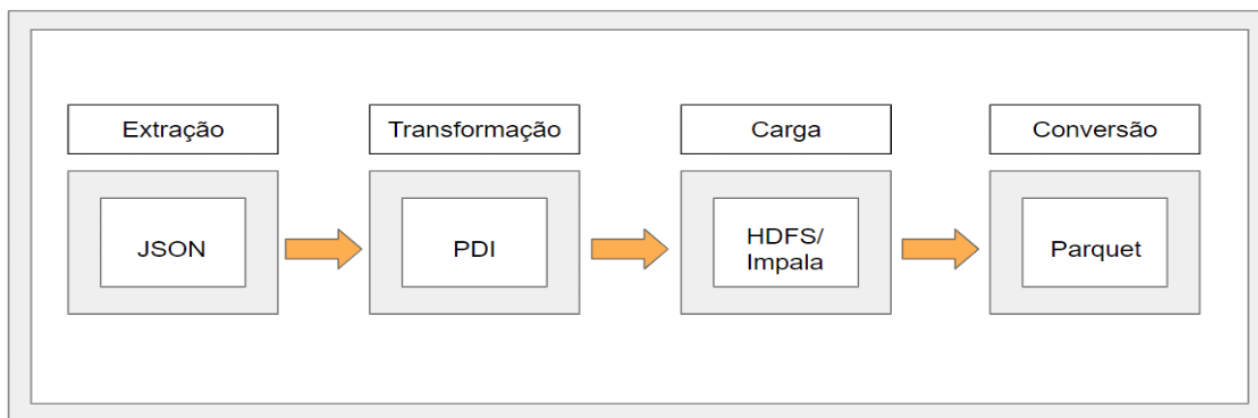 Extração
Transformação
Carga
Conversão
JSON
PDI
HDFS/
Impala
Parquet